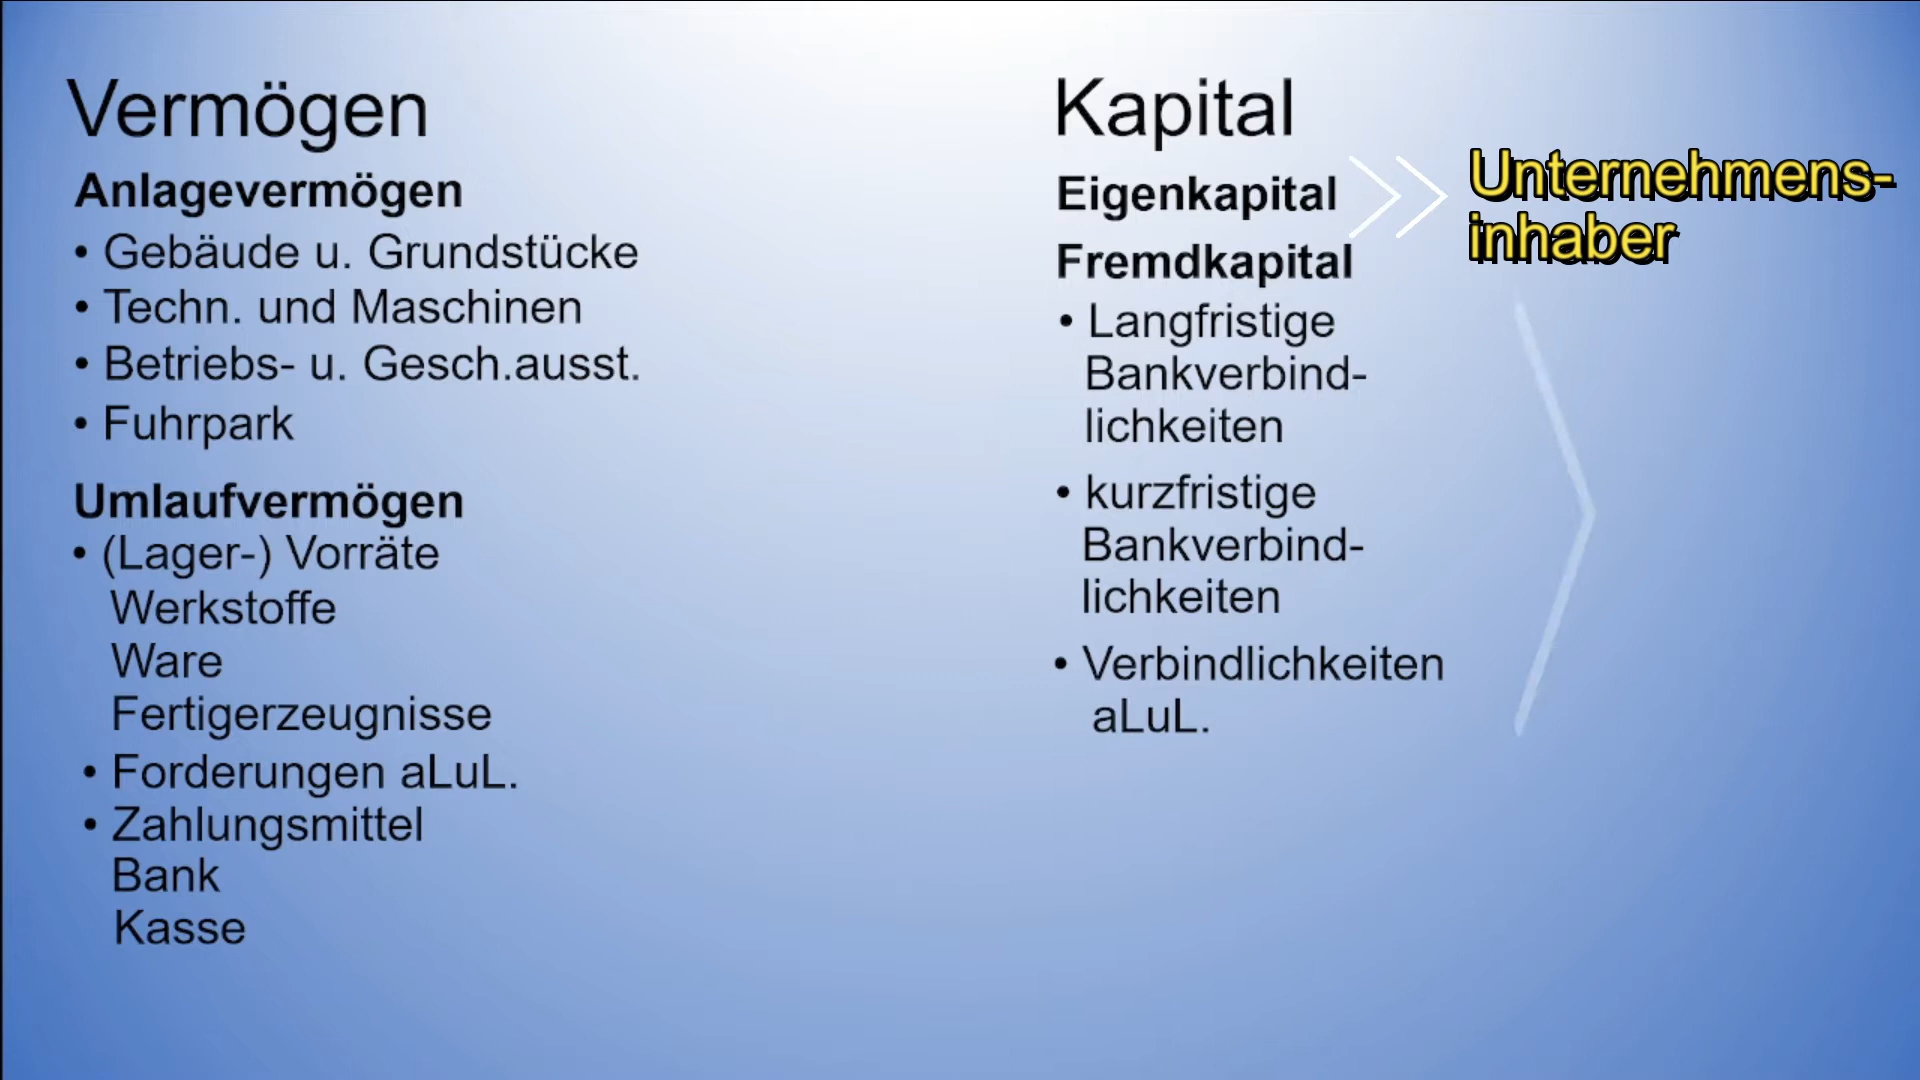 Vermögen
Anlagevermögen
• Gebäude u. Grundstücke
• Techn. und Maschinen
• Betriebs- u. Gesch.ausst.
• Fuhrpark
Umlaufvermögen
• (Lager-) Vorräte
Werkstoffe
Ware
Fertigerzeugnisse
• Forderungen aLuL.
• Zahlungsmittel
Bank
Kasse
Kapital
Eigenkapital
Unternehmens-
inhaber
Fremdkapital
• Langfristige
Bankverbind-
lichkeiten
• kurzfristige
Bankverbind-
lichkeiten
• Verbindlichkeiten
aLuL.